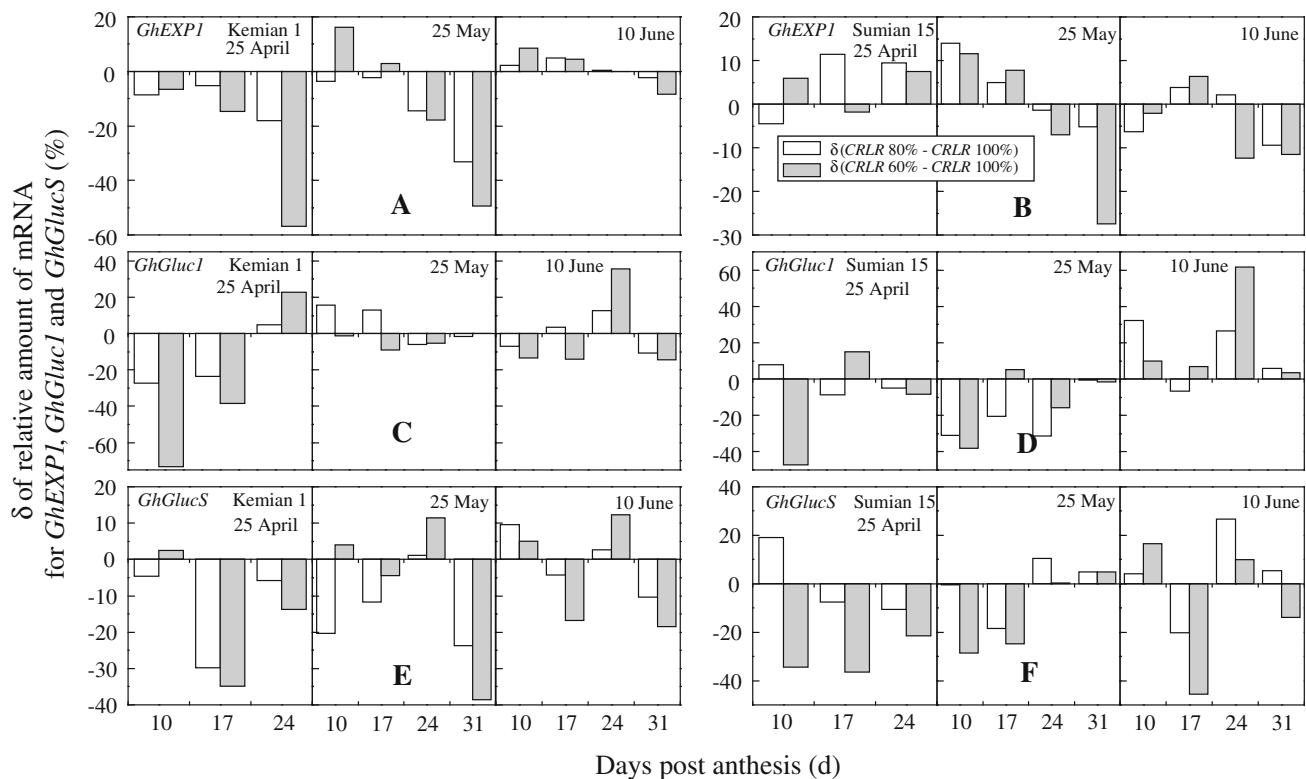 δ of relative amount of mRNA
for GhEXP1, GhGluc1 and GhGlucS (%)
GhEXP1 Kemian 1
25 April
25 May
10 June
20
0
-20
-40
-60
A
GhEXP1 Sumian 15
25 April
25 May
10 June
20
10
0
-10
-20
-30
δ(CRLR 80% - CRLR 100%)
δ(CRLR 60% - CRLR 100%)
B
GhGluc1 Kemian 1
25 April
25 May
10 June
40
20
0
-20
-40
-60
C
GhGluc1 Sumian 15
25 April
25 May
10 June
60
40
20
0
-20
-40
D
GhGlucS Kemian 1
25 April
25 May
10 June
20
10
0
-10
-20
-30
-40
E
10 17 24 10 17 24 31 10 17 24 31
GhGlucS Sumian 15
25 April
25 May
10 June
40
20
0
-20
-40
F
10 17 24 10 17 24 31 10 17 24 31
Days post anthesis (d)